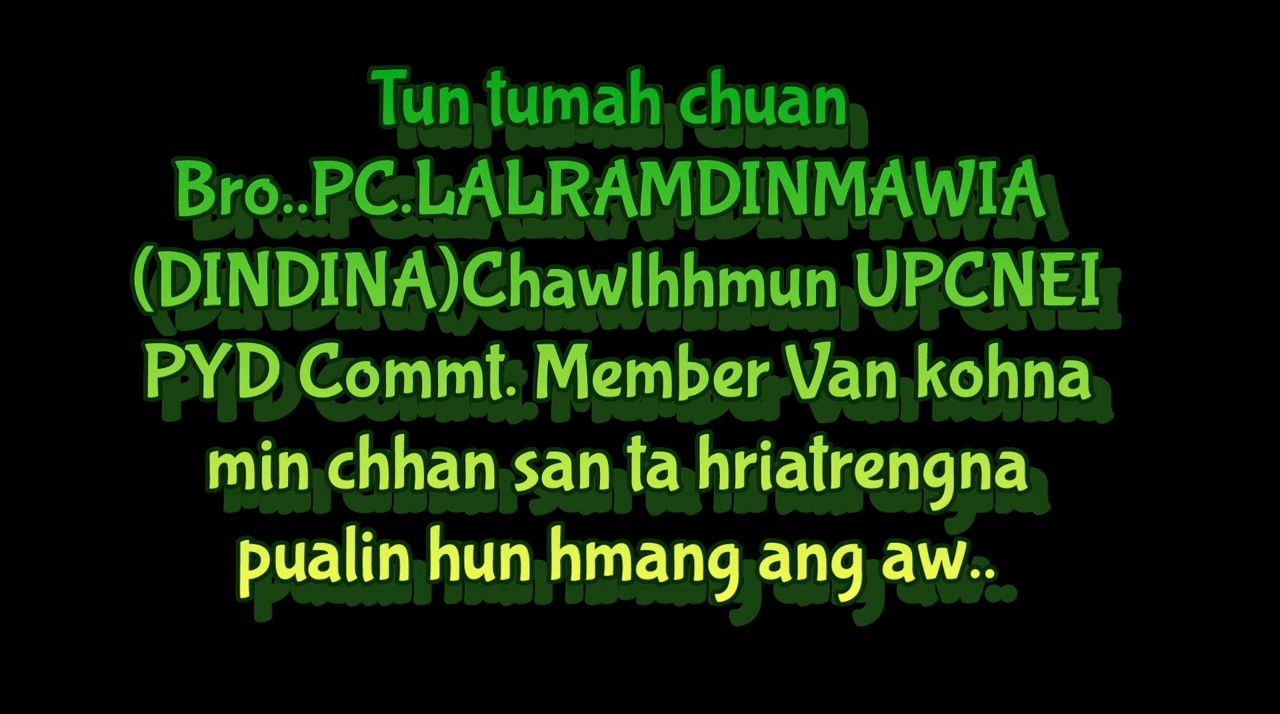 Tun tumah chuan
Bro..PC.LALRAMDINMAWIA
(DINDINA)Chawlhhmun UPCNEI
PYD Commt. Member Van kohna
min chhan san ta hriatrengna
pualin hun hmang ang aw..